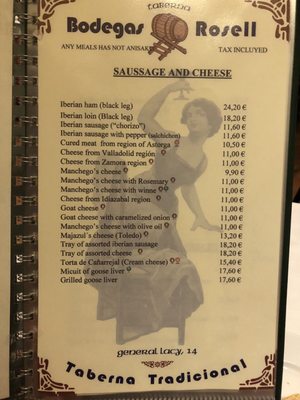 TABERNA
Bodegas Rosell
ANY MEALS HAS NOT ANISAKIS TAX INCLUYED
SAUSSAGE AND CHEESE
Iberian ham (black leg) 24,20 €
Iberian loin (Black leg) 18,20 €
Iberian sausage ("chorizo") 11,60 €
Iberian sausage with pepper (salchichon) 11,60 €
Cured meat from region of Astorga 10,50 €
Cheese from Valladolid región 11,00 €
Cheese from Zamora región 11,00 €
Manchego's cheese 9,90 €
Manchego's cheese with Rosemary 11,00 €
Manchego's cheese with winne 11,00 €
Cheese from Idiazabal región 11,00 €
Goat cheese 11,00 €
Goat cheese with caramelized onion 11,00 €
Manchego's cheese with olive oil 11,00 €
Majazul's cheese (Toledo) 13,20 €
Tray of assorted iberian sausage 18,20 €
Tray of assorted cheese 18,20 €
Torta de Cañarrejal (Cream cheese) 15,40 €
Micuit of goose liver 17,60 €
Grilled goose liver 17,60 €
general lacy, 14
Taberna Tradicional